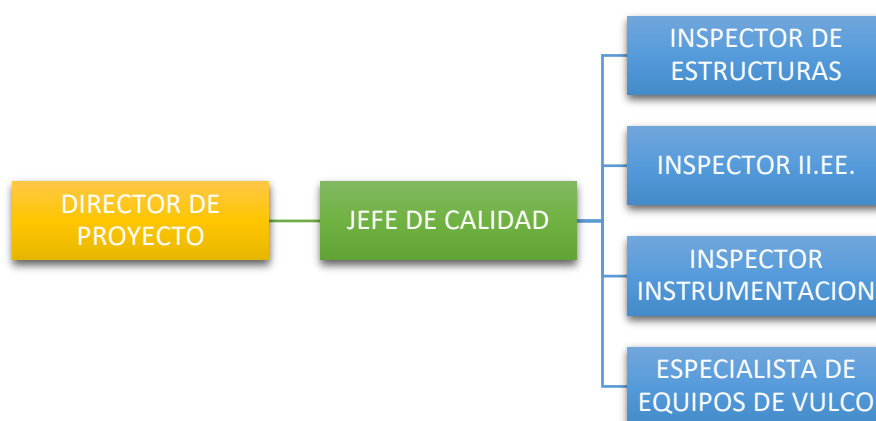 DIRECTOR DE
PROYECTO
JEFE DE CALIDAD
INSPECTOR DE
ESTRUCTURAS
INSPECTOR II.EE.
INSPECTOR
INSTRUMENTACION
ESPECIALISTA DE
EQUIPOS DE VULCO